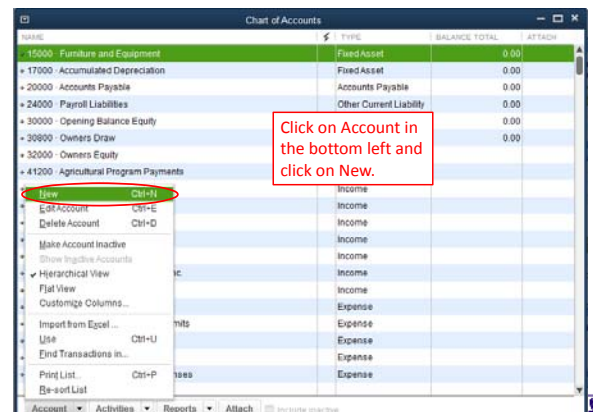 Chart of Accounts
NAME TYPE BALANCE TOTAL ATTACH
15000 · Furniture and Equipment Fixed Asset 0.00
17000 · Accumulated Depreciation Fixed Asset 0.00
20000 · Accounts Payable Accounts Payable 0.00
24000 · Payroll Liabilities Other Current Liability 0.00
30000 · Opening Balance Equity 0.00
30800 · Owners Draw 0.00
32000 · Owners Equity
41200 · Agricultural Program Payments
Click on Account in
the bottom left and
click on New.
New Ctrl+N Income
Edit Account Ctrl+E Income
Delete Account Ctrl+D Income
Make Account Inactive Income
Show Inactive Accounts
Hierarchical View nc. Income
Flat View Income
Customize Columns... Expense
Import from Excel ... mits Expense
Use Ctrl+U Expense
Find Transactions in... Expense
Print List... Ctrl+P nses Expense
Re-sort List
Account Activities Reports Attach Include inactive